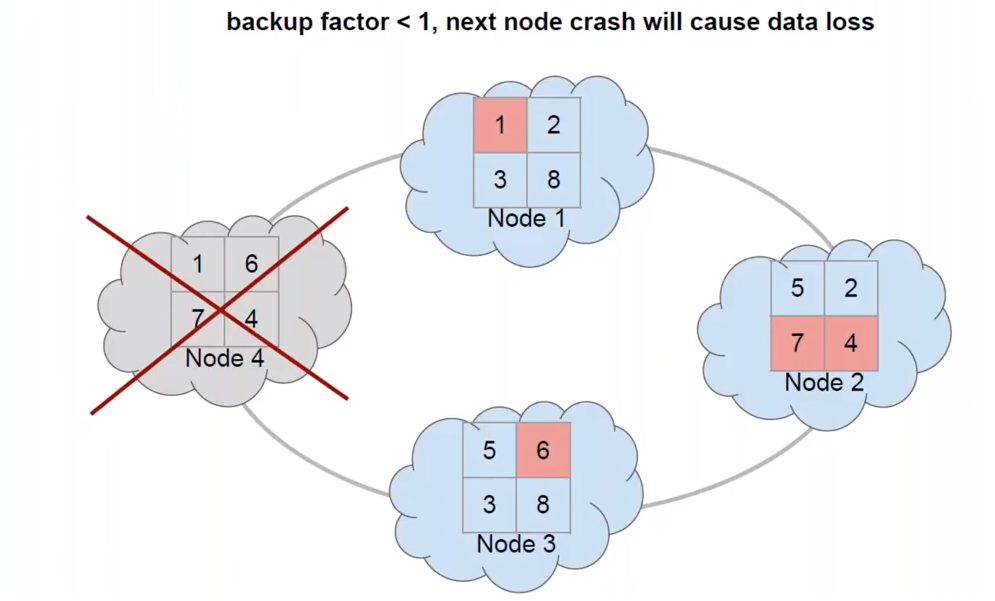 backup factor < 1, next node crash will cause data loss
1 2
3 8
Node 1
1 6
7 4
Node 4
5 2
7 4
Node 2
5 6
3 8
Node 3